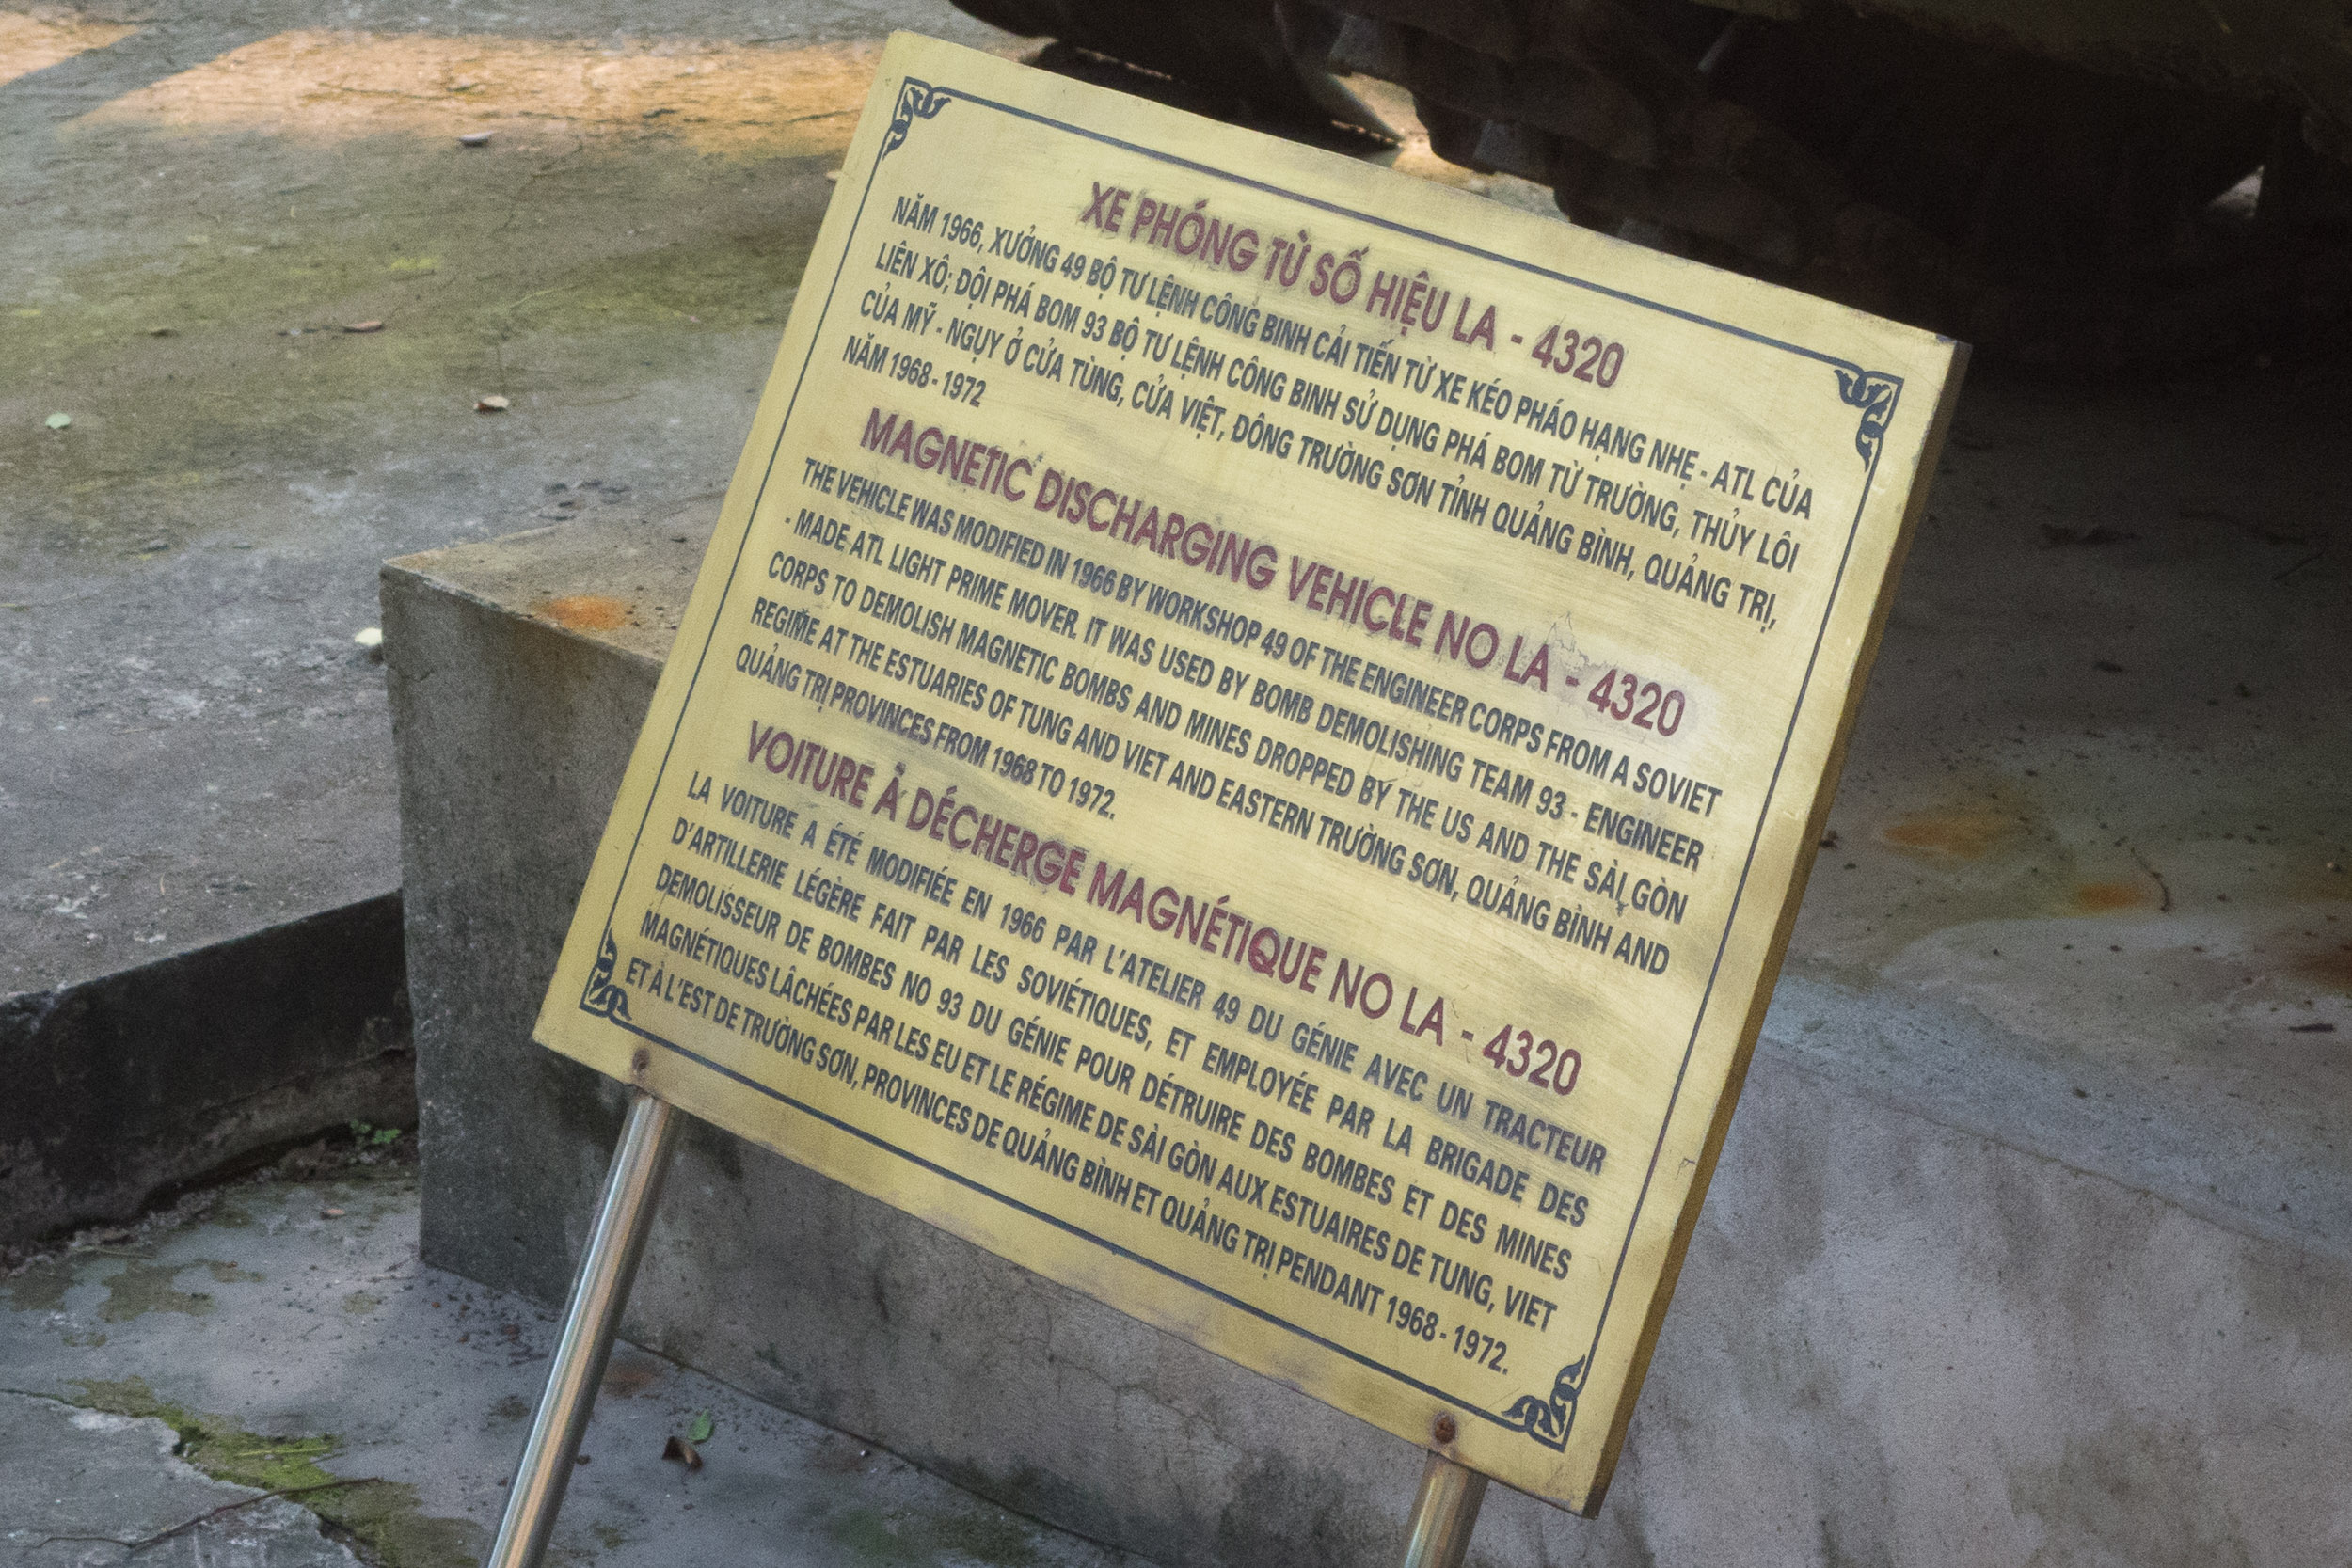 XE PHÓNG TỪ SỐ HIỆU LA - 4320
NĂM 1966, XƯỞNG 49 BỘ TƯ LỆNH CÔNG BINH CẢI TIẾN TỪ XE KÉO PHÁO HẠNG NHẸ - ATL CỦA
LIÊN XÔ; ĐỘI PHÁ BOM 93 BỘ TƯ LỆNH CÔNG BINH SỬ DỤNG PHÁ BOM TỪ TRƯỜNG, THỦY LÔI
CỦA MỸ - NGỤY Ở CỬA TÙNG, CỬA VIỆT, ĐÔNG TRƯỜNG SƠN TỈNH QUẢNG BÌNH, QUẢNG TRỊ,
NĂM 1968 - 1972
MAGNETIC DISCHARGING VEHICLE NO LA - 4320
THE VEHICLE WAS MODIFIED IN 1966 BY WORKSHOP 49 OF THE ENGINEER CORPS FROM A SOVIET
- MADE ATL LIGHT PRIME MOVER. IT WAS USED BY BOMB DEMOLISHING TEAM 93 - ENGINEER
CORPS TO DEMOLISH MAGNETIC BOMBS AND MINES DROPPED BY THE US AND THE SÀI GÒN
REGIME AT THE ESTUARIES OF TUNG AND VIET AND EASTERN TRƯỜNG SƠN, QUẢNG BÌNH AND
QUẢNG TRỊ PROVINCES FROM 1968 TO 1972.
VOITURE À DÉCHERGE MAGNÉTIQUE NO LA - 4320
LA VOITURE A ÉTÉ MODIFIÉE EN 1966 PAR L'ATELIER 49 DU GÉNIE AVEC UN TRACTEUR
D'ARTILLERIE LÉGÈRE FAIT PAR LES SOVIÉTIQUES, ET EMPLOYÉE PAR LA BRIGADE DES
DEMOLISSEUR DE BOMBES NO 93 DU GÉNIE POUR DÉTRUIRE DES BOMBES ET DES MINES
MAGNÉTIQUES LÂCHÉES PAR LES EU ET LE RÉGIME DE SÀI GÒN AUX ESTUAIRES DE TUNG, VIET
ET À L'EST DE TRƯỜNG SƠN, PROVINCES DE QUẢNG BÌNH ET QUẢNG TRỊ PENDANT 1968 - 1972.